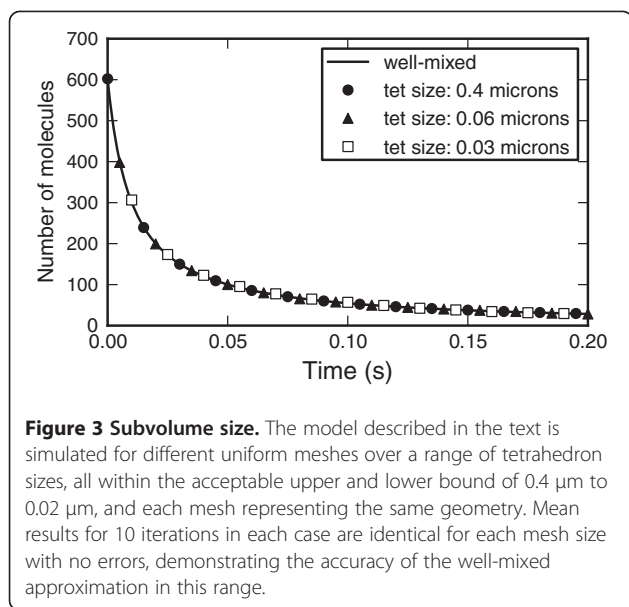 700
600
500
400
300
200
100
0
Number of molecules
well-mixed
tet size: 0.4 microns
tet size: 0.06 microns
tet size: 0.03 microns
0.00 0.05 0.10 0.15 0.20
Time (s)
Figure 3 Subvolume size. The model described in the text is
simulated for different uniform meshes over a range of tetrahedron
sizes, all within the acceptable upper and lower bound of 0.4 μm to
0.02 μm, and each mesh representing the same geometry. Mean
results for 10 iterations in each case are identical for each mesh size
with no errors, demonstrating the accuracy of the well-mixed
approximation in this range.